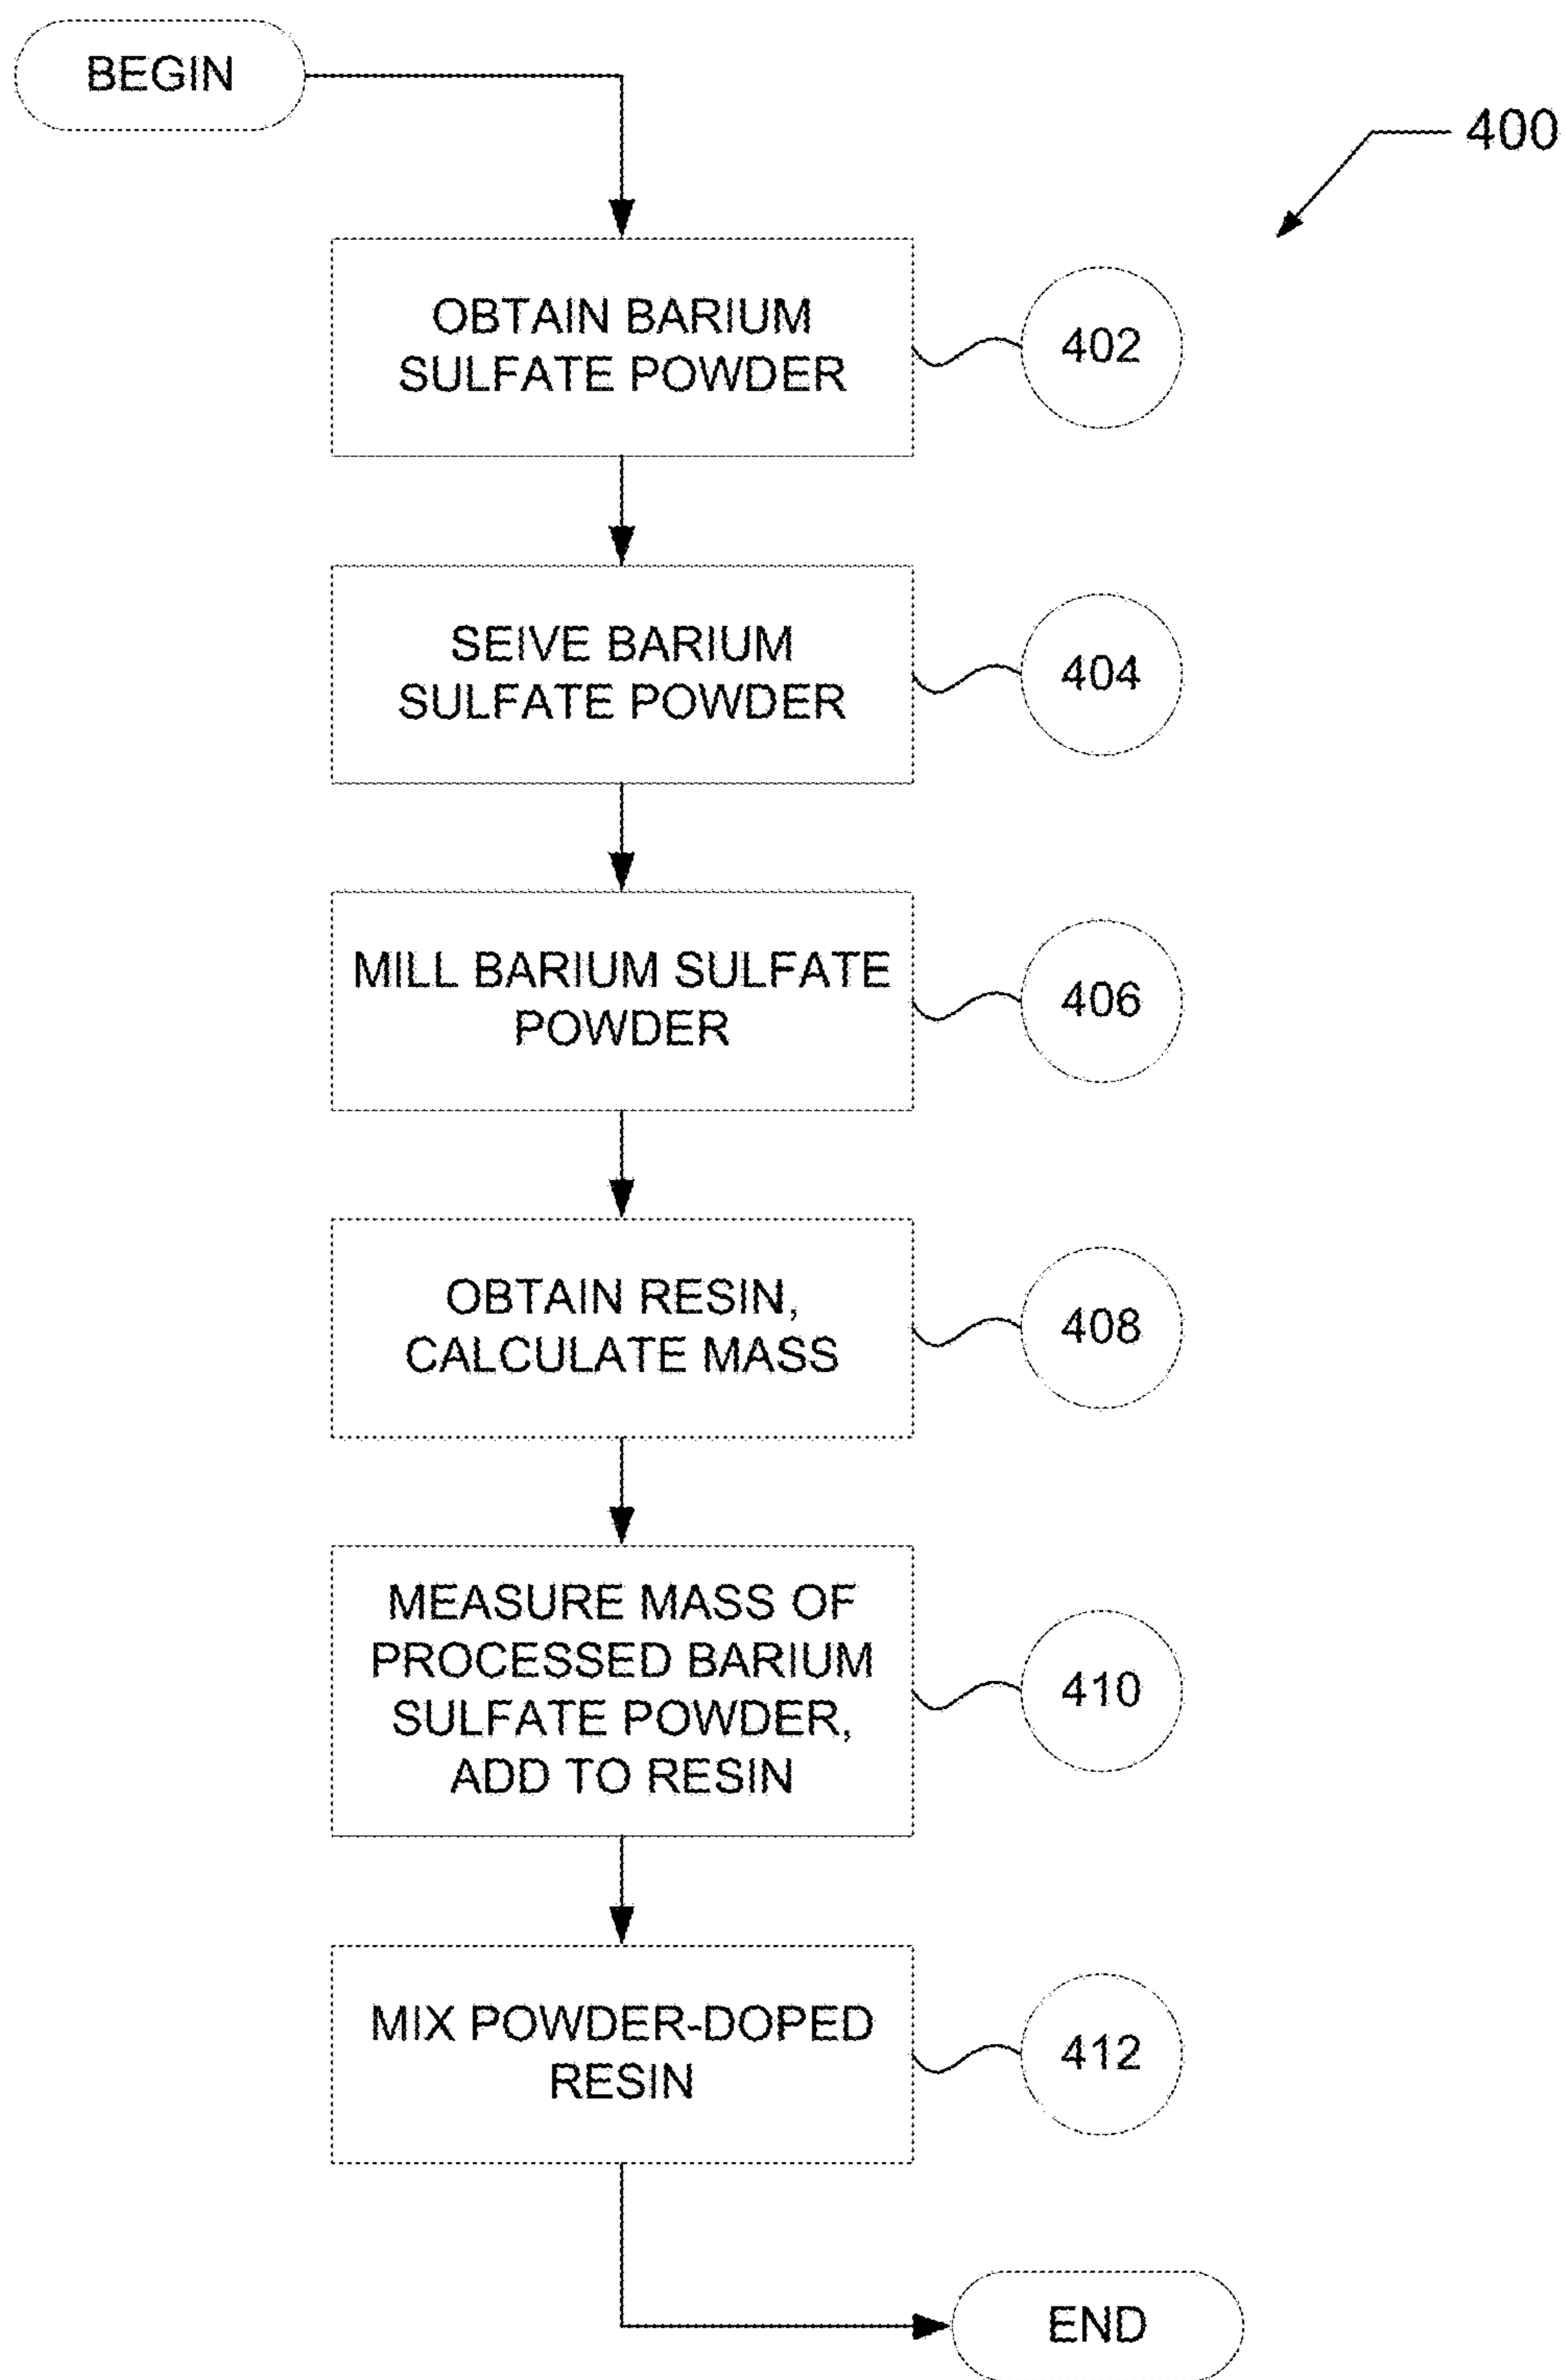 BEGIN
400
OBTAIN BARIUM
SULFATE POWDER
402
SEIVE BARIUM
SULFATE POWDER
404
MILL BARIUM SULFATE
POWDER
406
OBTAIN RESIN,
CALCULATE MASS
408
MEASURE MASS OF
PROCESSED BARIUM
SULFATE POWDER,
ADD TO RESIN
410
MIX POWDER-DOPED
RESIN
412
END